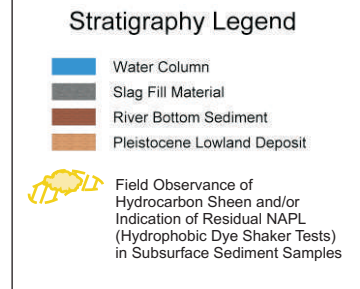 Stratigraphy Legend
Water Column
Slag Fill Material
River Bottom Sediment
Pleistocene Lowland Deposit
Field Observance of
Hydrocarbon Sheen and/or
Indication of Residual NAPL
(Hydrophobic Dye Shaker Tests)
in Subsurface Sediment Samples